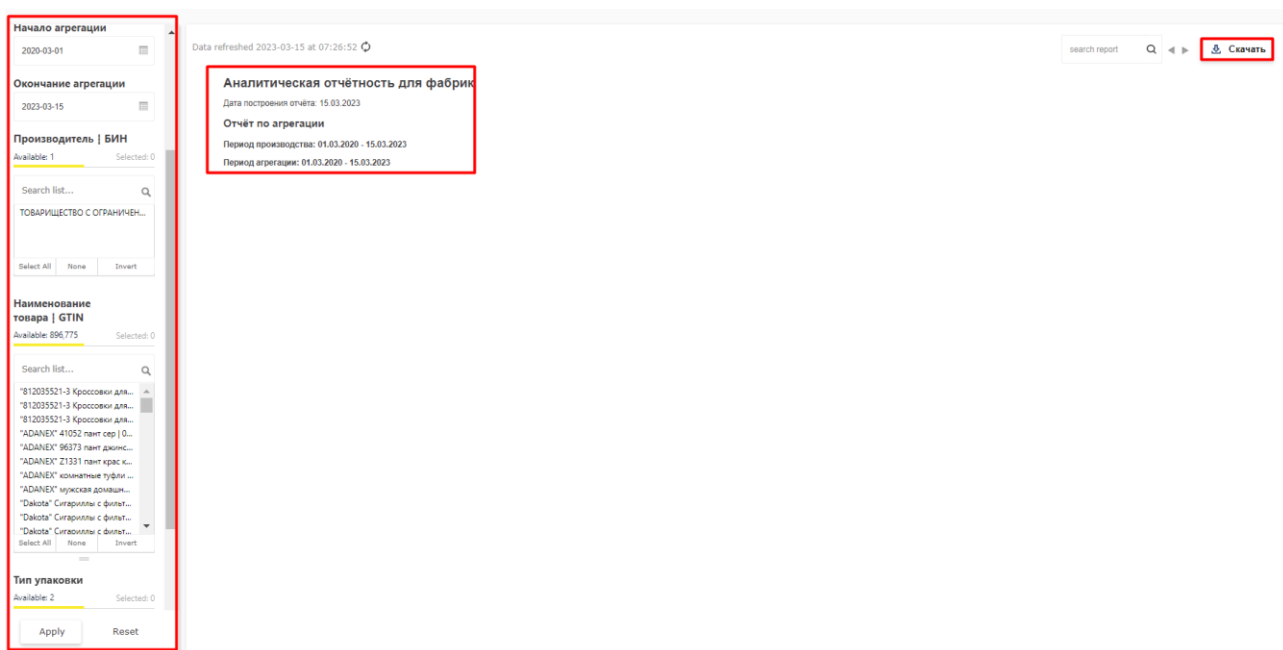 Начало агрегации
2020-03-01
Окончание агрегации
2023-03-15
Производитель | БИН
Available: 1 Selected: 0
Search list...
ТОВАРИЩЕСТВО С ОГРАНИЧЕН...
Select All None Invert
Наименование
товара | GTIN
Available: 896,775 Selected: 0
Search list...
"812035521-3 Кроссовки для...
"812035521-3 Кроссовки для...
"812035521-3 Кроссовки для...
"ADANEX" 41052 пант сер | 0...
"ADANEX" 96373 пант джинс...
"ADANEX" Z1331 пант крас к...
"ADANEX" комнатные туфли ...
"ADANEX" мужская домашн...
"Dakota" Сигариллы с фильт...
"Dakota" Сигариллы с фильт...
"Dakota" Сигариллы с фильт...
Select All None Invert
Тип упаковки
Available: 2 Selected: 0
Apply Reset
Data refreshed 2023-03-15 at 07:26:52
search report
Скачать
Аналитическая отчётность для фабрик
Дата построения отчёта: 15.03.2023
Отчёт по агрегации
Период производства: 01.03.2020 - 15.03.2023
Период агрегации: 01.03.2020 - 15.03.2023